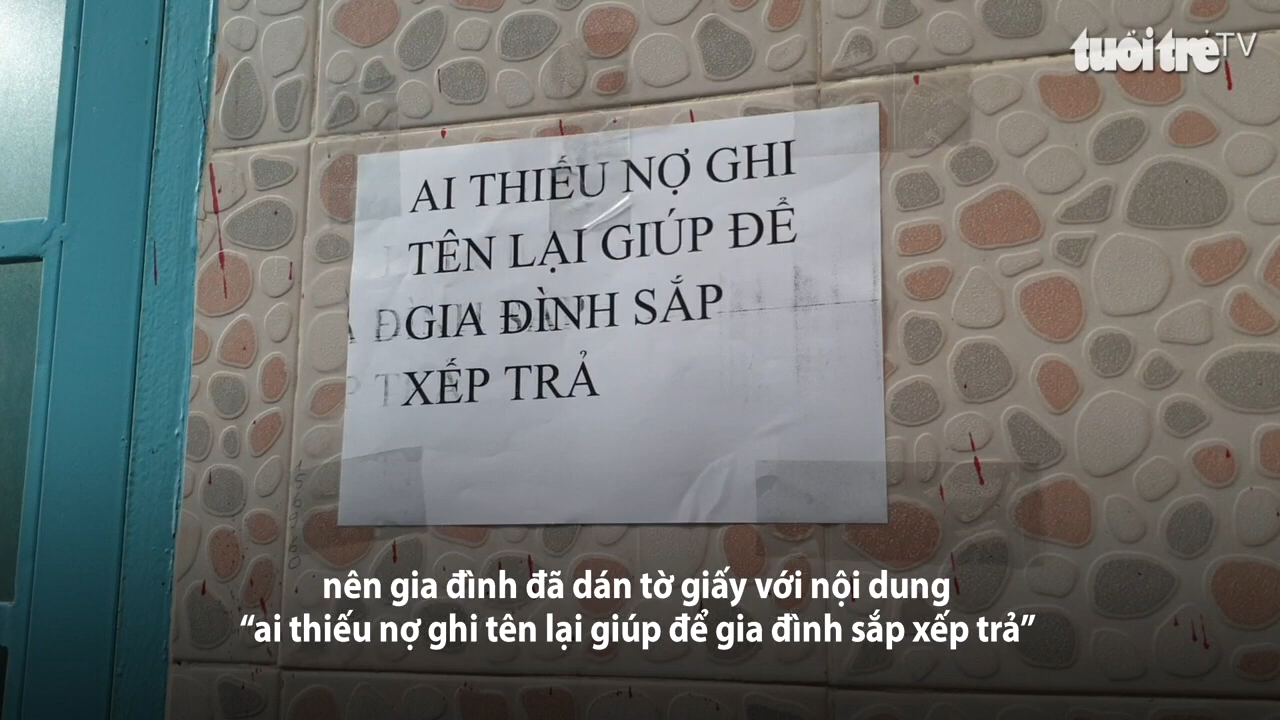 tuổi trẻ TV
AI THIẾU NỢ GHI
TÊN LẠI GIÚP ĐỂ
GIA ĐÌNH SẮP
XẾP TRẢ
nên gia đình đã dán tờ giấy với nội dung
“ai thiếu nợ ghi tên lại giúp để gia đình sắp xếp trả”